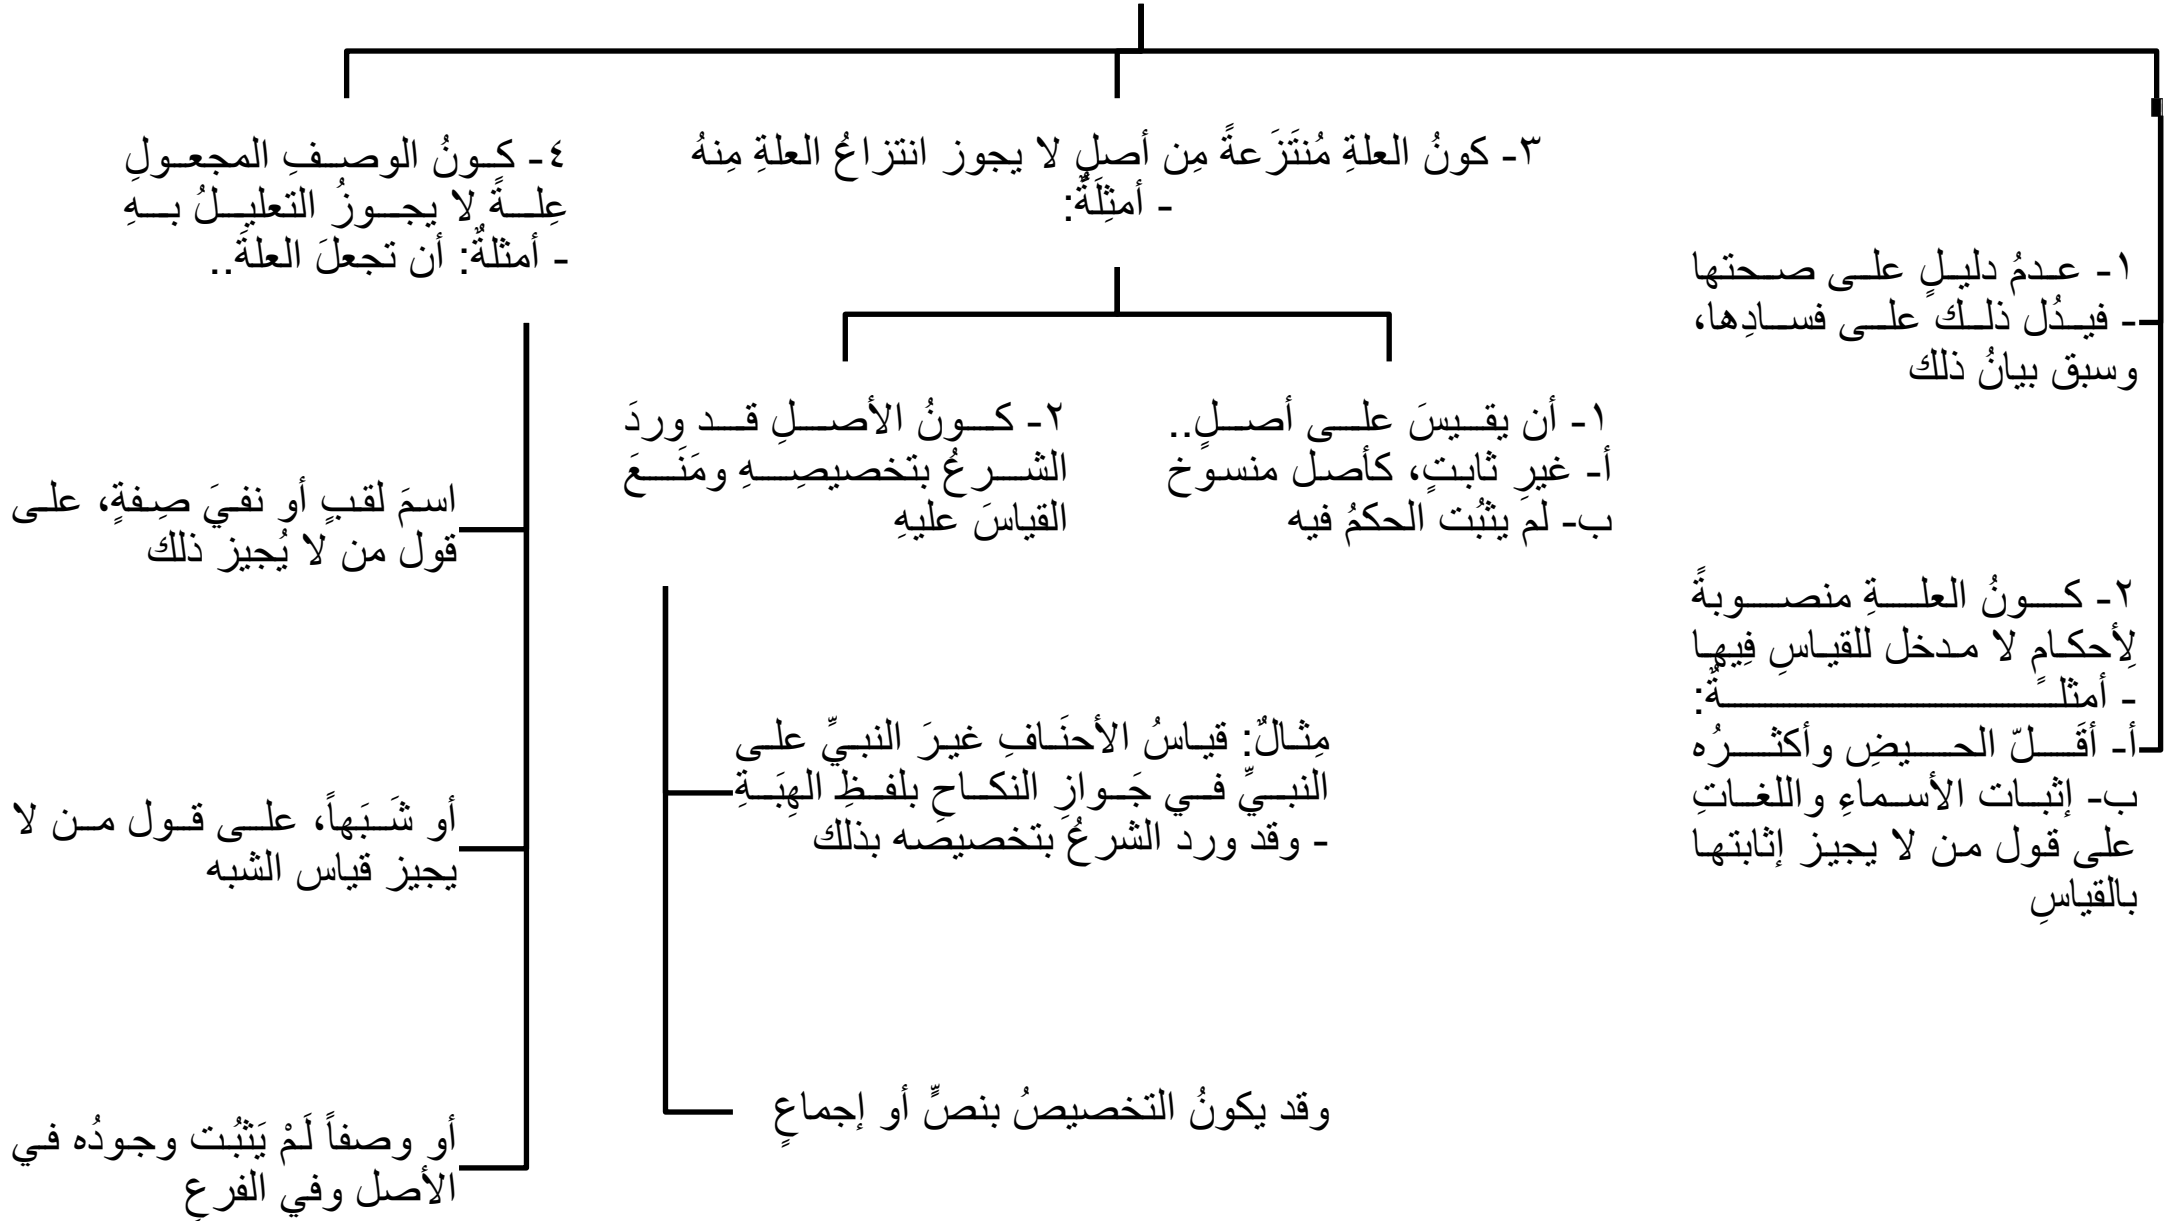 ١- عدمُ دليلٍ على صحتها
- فيدُل ذلك على فسادِها،
وسبق بيانُ ذلك
٢- كونُ العلةِ منصوبةً
لِأحكامٍ لا مدخل للقياسِ فِيها
- أمثلةٌ:
أ- أقَلّ الحيضِ وأكثرُه
ب- إثبات الأسماءِ واللغاتِ
على قول من لا يجيز إثابتها
بالقياسِ
٣- كونُ العلةِ مُنتَزَعةً مِن أصلٍ لا يجوز انتزاعُ العلةِ مِنهُ
- أمثِلَةٌ:
١- أن يقيسَ على أصلٍ..
أ- غيرِ ثابتٍ، كأصل منسوخ
ب- لم يثبُت الحكمُ فيه
٢- كونُ الأصلِ قد وردَ
الشرعُ بتخصيصِهِ ومَنَعَ
القياسَ عليهِ
مِثالٌ: قياسُ الأحنَافِ غيرَ النبيِّ على
النبيِّ في جَوازِ النكاحِ بلفظِ الهِبَةِ
- وقد ورد الشرعُ بتخصيصه بذلك
وقد يكونُ التخصيصُ بنصٍّ أو إجماعٍ
٤- كونُ الوصفِ المجعولِ
عِلةً لا يجوزُ التعليلُ بهِ
- أمثلةٌ: أن تجعلَ العلةَ..
اسمَ لقبٍ أو نفيَ صِفةٍ، على
قول من لا يُجيز ذلك
أو شَبَهاً، على قول من لا
يجيز قياس الشبه
أو وصفاً لَمْ يَثبُت وجودُه في
الأصل وفي الفرعِ